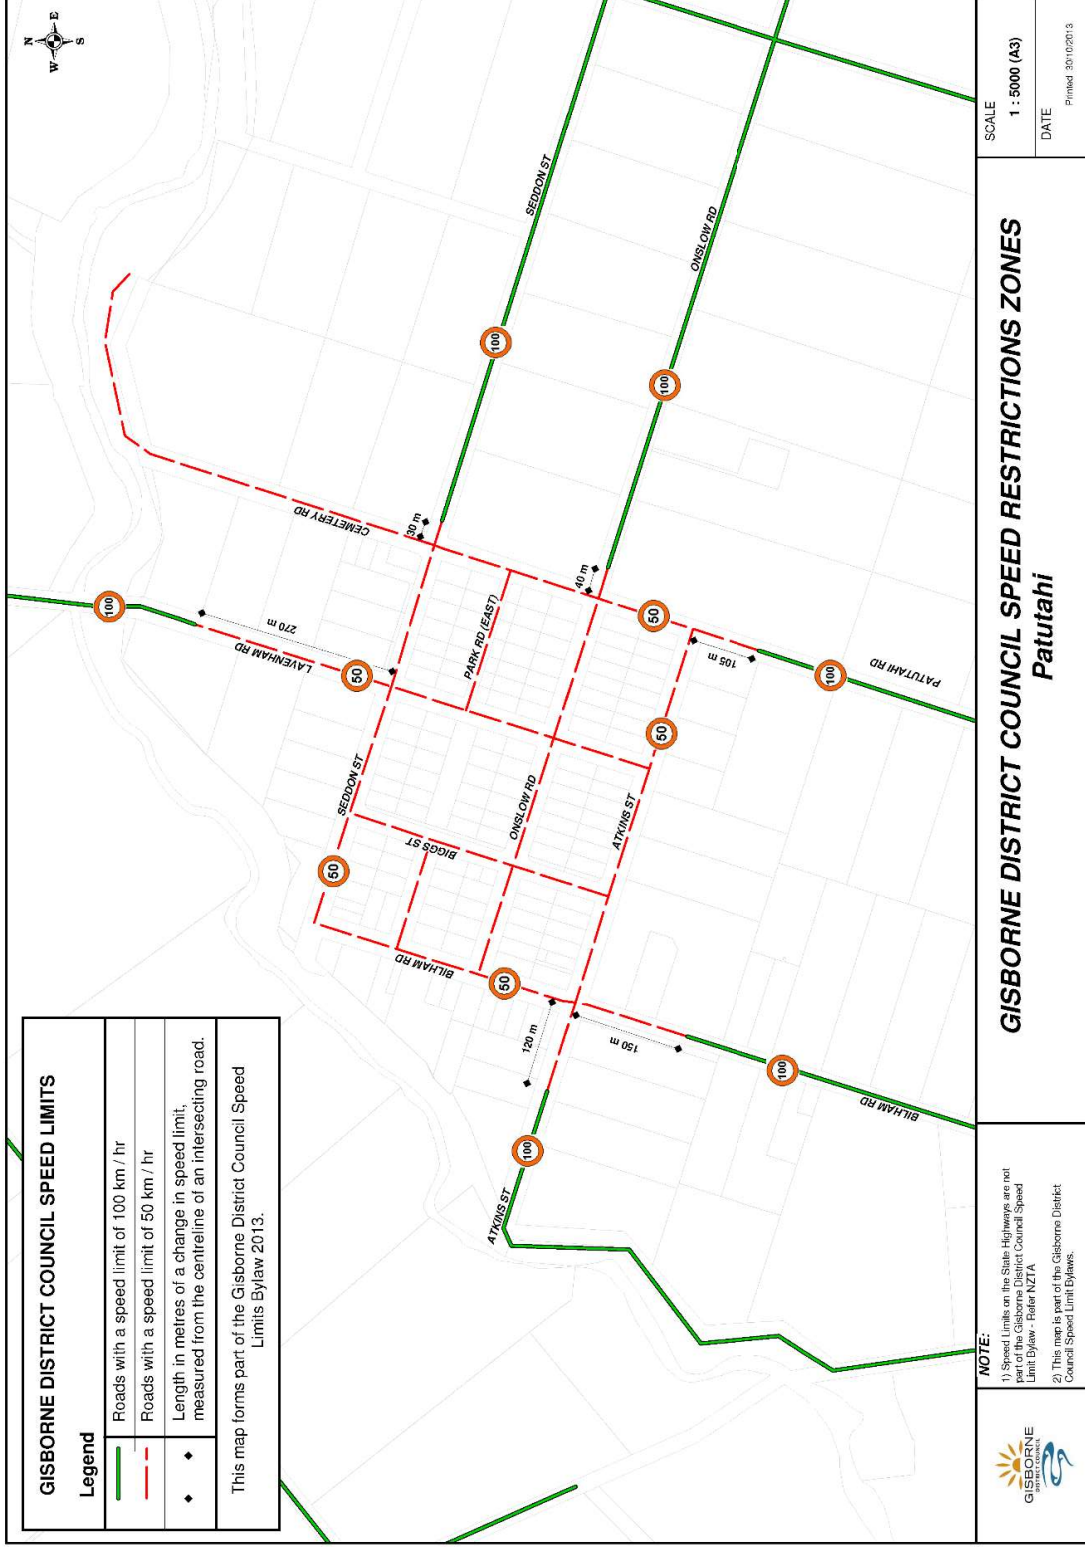 GISBORNE DISTRICT COUNCIL SPEED LIMITS
Legend
Roads with a speed limit of 100 km / hr
Roads with a speed limit of 50 km / hr
Length in metres of a change in speed limit,
measured from the centreline of an intersecting road.
This map forms part of the Gisborne District Council Speed
Limits Bylaw 2013.
N
E
S
W
100
LAVENHAM RD
270 m
50
CEMETERY RD
30 m
SEDDON ST
100
SEDDON ST
50
PARK RD (EAST)
BIGGS ST
ONSLOW RD
40 m
100
ONSLOW RD
BILHAM RD
50
ATKINS ST
50
50
105 m
100
PATUTAHI RD
120 m
150 m
100
ATKINS ST
100
BILHAM RD
GISBORNE
DISTRICT COUNCIL
NOTE:
1) Speed Limits on the State Highways are not
part of the Gisborne District Council Speed
Limit Bylaw - Refer NZTA
2) This map is part of the Gisborne District
Council Speed Limit Bylaws.
GISBORNE DISTRICT COUNCIL SPEED RESTRICTIONS ZONES
Patutahi
SCALE
1 : 5000 (A3)
DATE
Printed 30/10/2013